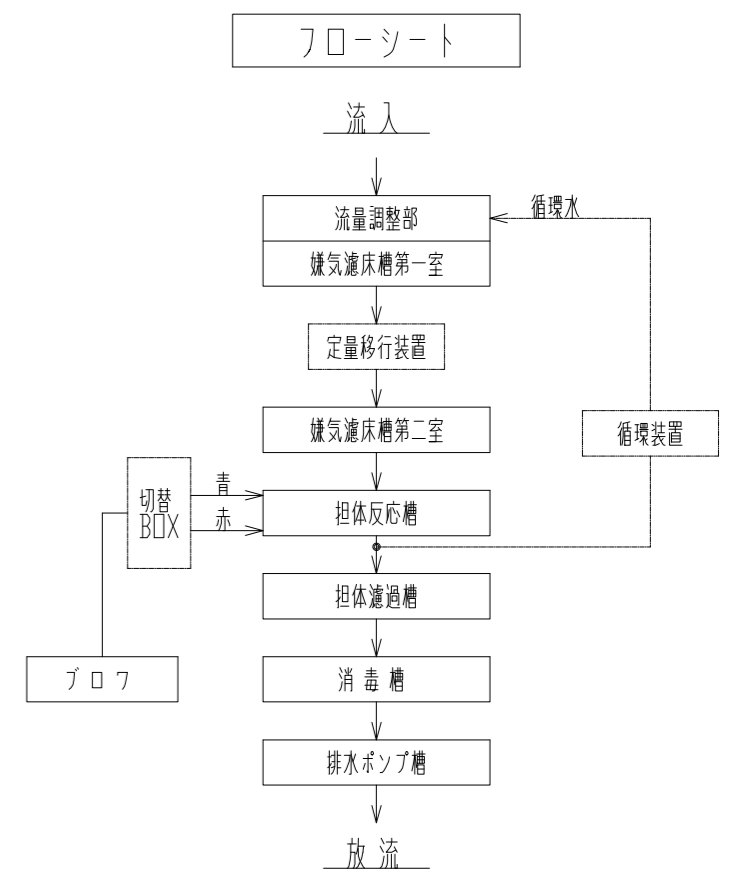 フローシート
流入
流量調整部
循環水
嫌気濾床槽第一室
定量移行装置
嫌気濾床槽第二室
循環装置
切替
BOX
青
赤
担体反応槽
担体濾過槽
ブロワ
消毒槽
排水ポンプ槽
放流